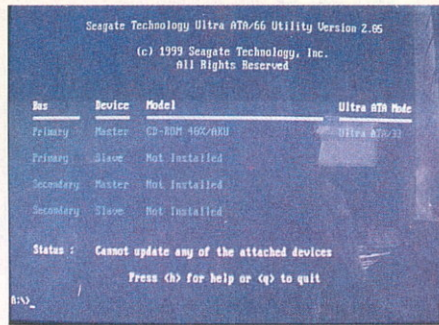 Seagate Technology Ultra ATA/66 Utility Version 2.05
(c) 1999 Seagate Technology, Inc.
All Rights Reserved
Bus Device Model Ultra ATA Mode
Primary Master CD-ROM 46X/AKU Ultra ATA/33
Primary Slave Not Installed
Secondary Master Not Installed
Secondary Slave Not Installed
Status : Cannot update any of the attached devices
Press <h> for help or <q> to quit
A:\>_